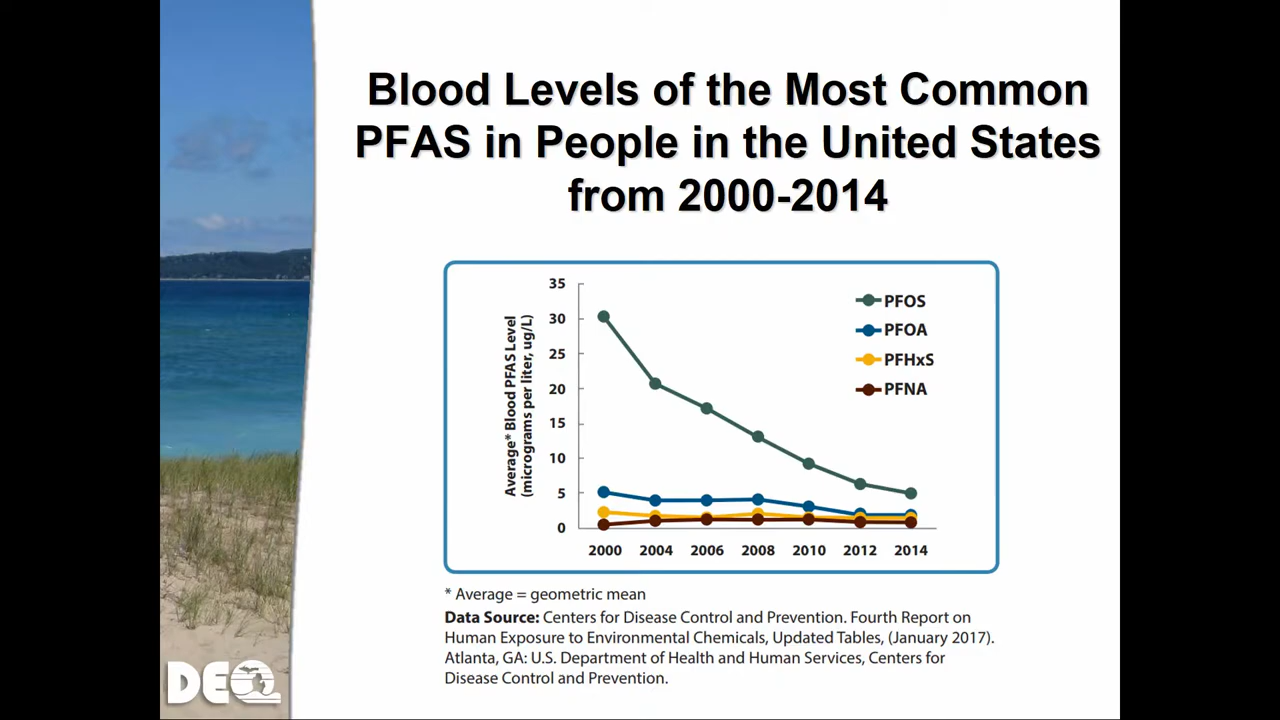 Blood Levels of the Most Common
PFAS in People in the United States
from 2000-2014
35
30
25
20
15
10
5
0
Average* Blood PFAS Level
(micrograms per liter, ug/L)
PFOS
PFOA
PFHxS
PFNA
2000 2004 2006 2008 2010 2012 2014
* Average = geometric mean
Data Source: Centers for Disease Control and Prevention. Fourth Report on
Human Exposure to Environmental Chemicals, Updated Tables, (January 2017).
Atlanta, GA: U.S. Department of Health and Human Services, Centers for
Disease Control and Prevention.
DEQ